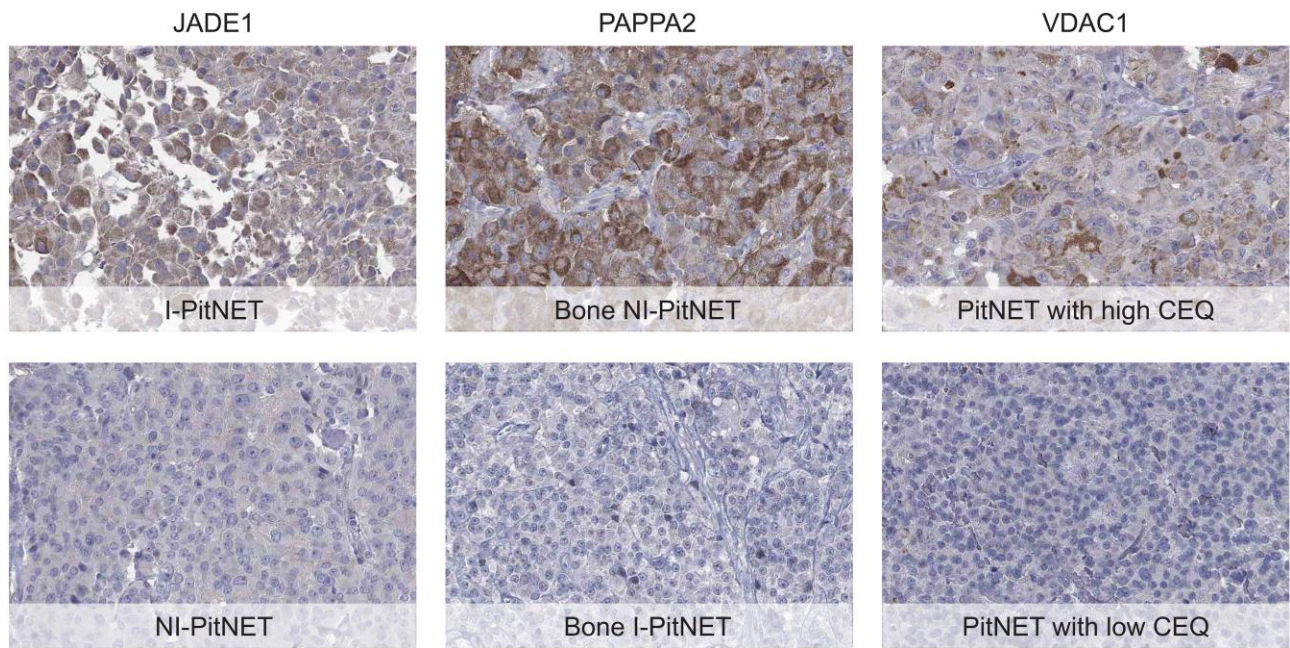 JADE1 PAPPA2 VDAC1
I-PitNET Bone NI-PitNET PitNET with high CEQ
NI-PitNET Bone I-PitNET PitNET with low CEQ